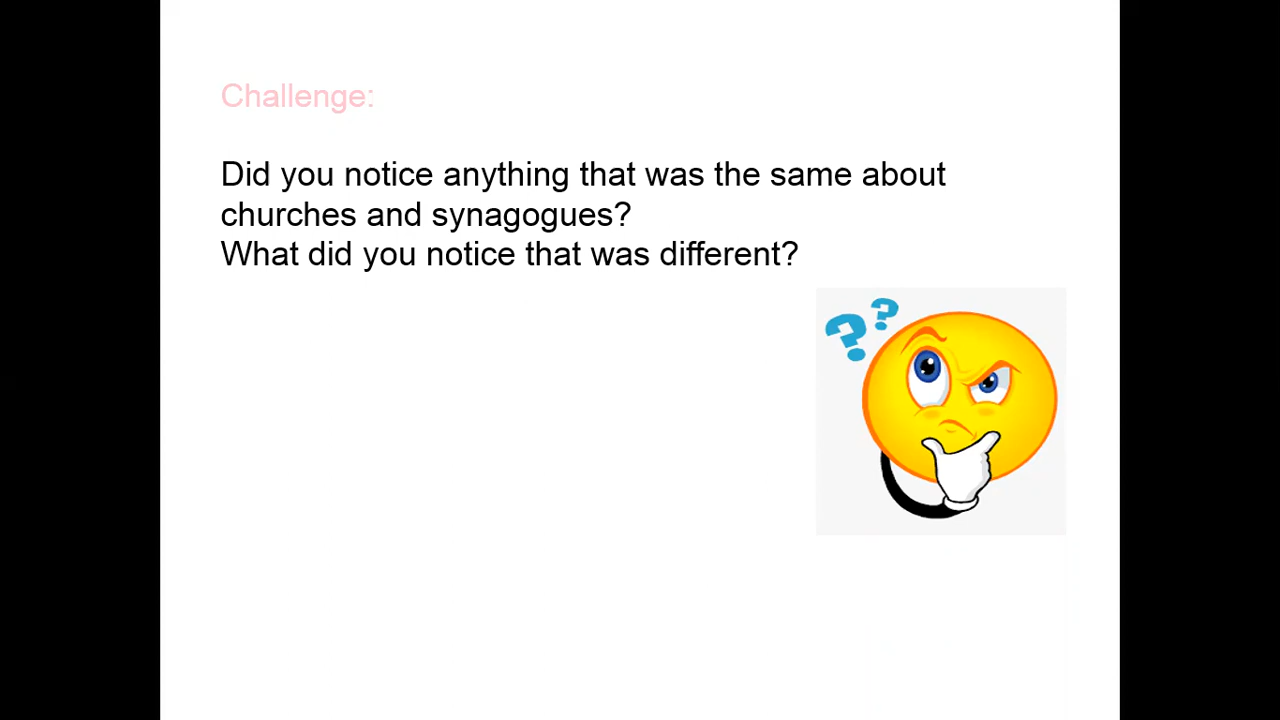 Challenge:
Did you notice anything that was the same about
churches and synagogues?
What did you notice that was different?
? ?